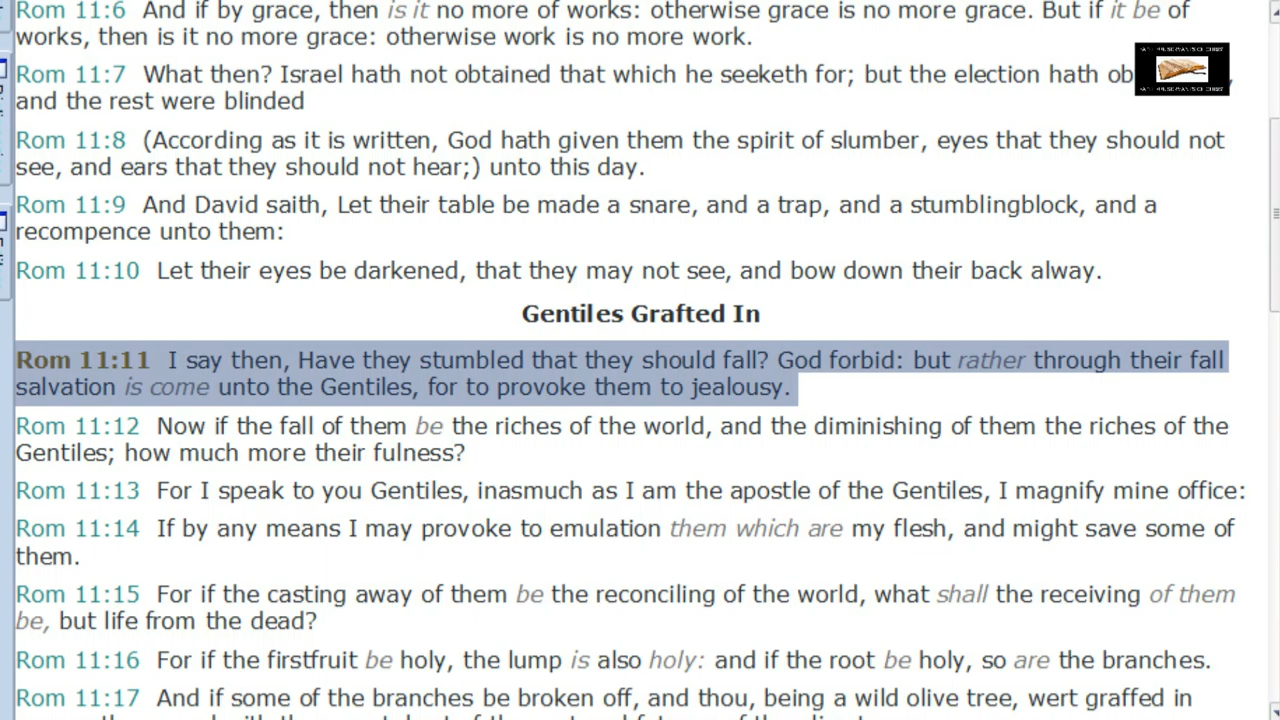 Rom 11:6 And if by grace, then is it no more of works: otherwise grace is no more grace. But if it be of
works, then is it no more grace: otherwise work is no more work.
Rom 11:7 What then? Israel hath not obtained that which he seeketh for; but the election hath
and the rest were blinded
Rom 11:8 (According as it is written, God hath given them the spirit of slumber, eyes that they should not
see, and ears that they should not hear;) unto this day.
Rom 11:9 And David saith, Let their table be made a snare, and a trap, and a stumblingblock, and a
recompence unto them:
Rom 11:10 Let their eyes be darkened, that they may not see, and bow down their back alway.
Gentiles Grafted In
Rom 11:11 I say then, Have they stumbled that they should fall? God forbid: but rather through their fall
salvation is come unto the Gentiles, for to provoke them to jealousy.
Rom 11:12 Now if the fall of them be the riches of the world, and the diminishing of them the riches of the
Gentiles; how much more their fulness?
Rom 11:13 For I speak to you Gentiles, inasmuch as I am the apostle of the Gentiles, I magnify mine office:
Rom 11:14 If by any means I may provoke to emulation them which are my flesh, and might save some of
them.
Rom 11:15 For if the casting away of them be the reconciling of the world, what shall the receiving of them
be, but life from the dead?
Rom 11:16 For if the firstfruit be holy, the lump is also holy: and if the root be holy, so are the branches.
Rom 11:17 And if some of the branches be broken off, and thou, being a wild olive tree, wert graffed in